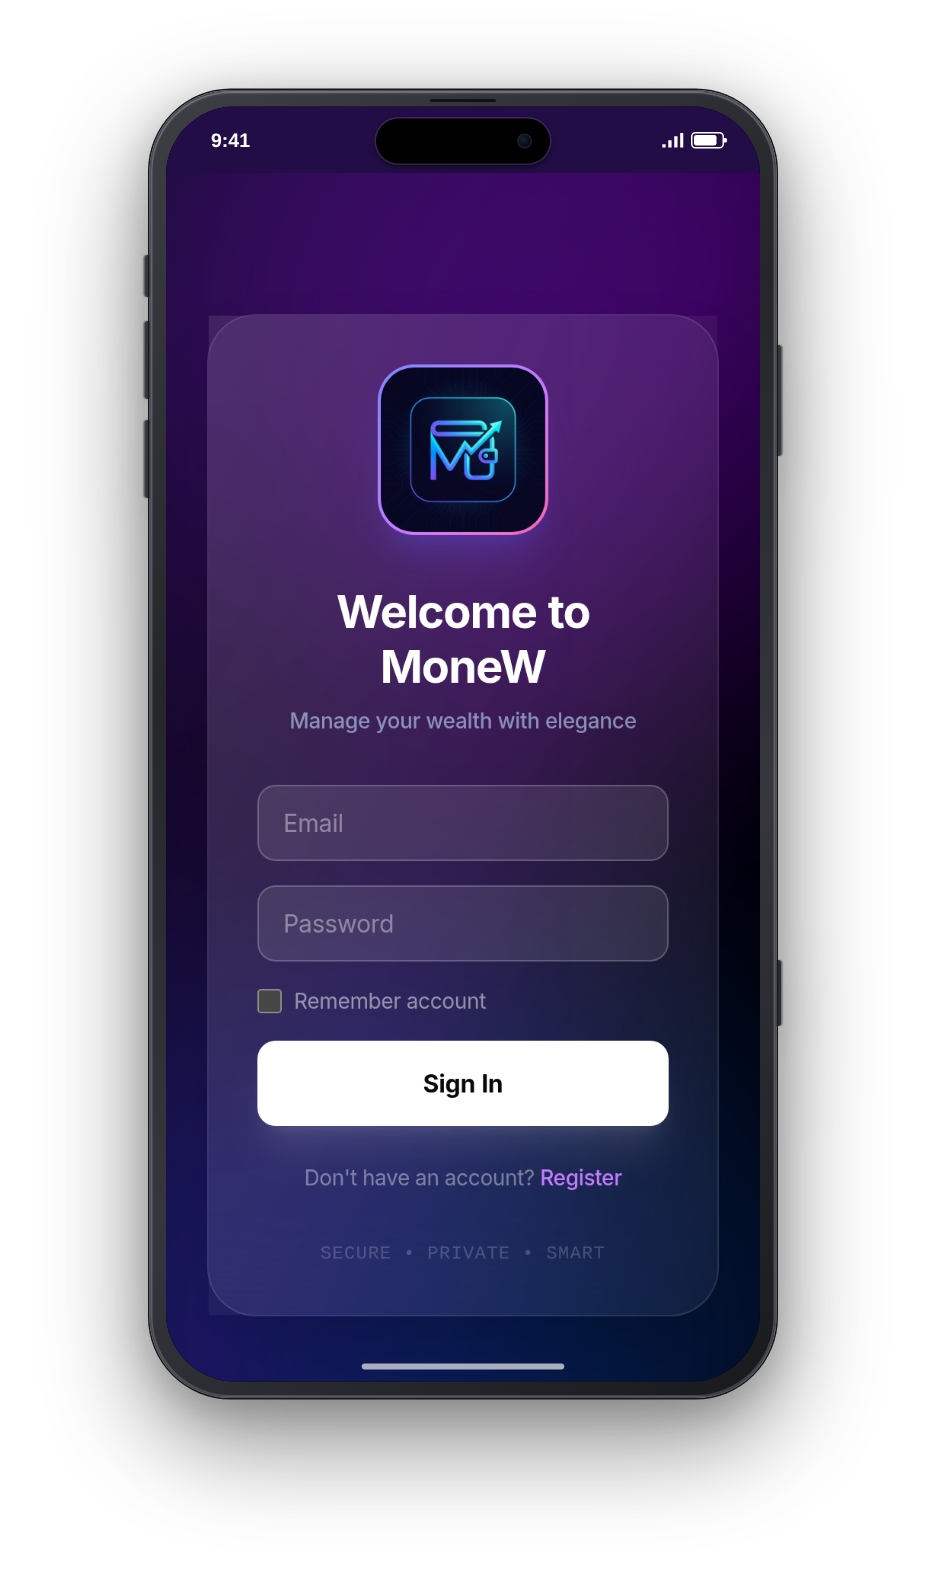 9:41
Welcome to
MoneW
Manage your wealth with elegance
Email
Password
Remember account
Sign In
Don't have an account? Register
SECURE • PRIVATE • SMART